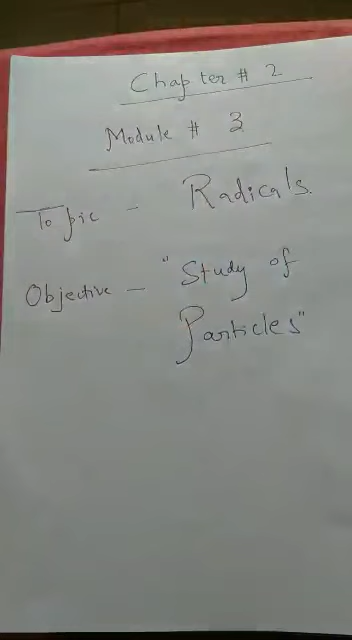 Chapter # 2
Module # 3
Topic - Radicals.
Objective - "Study of
Particles"